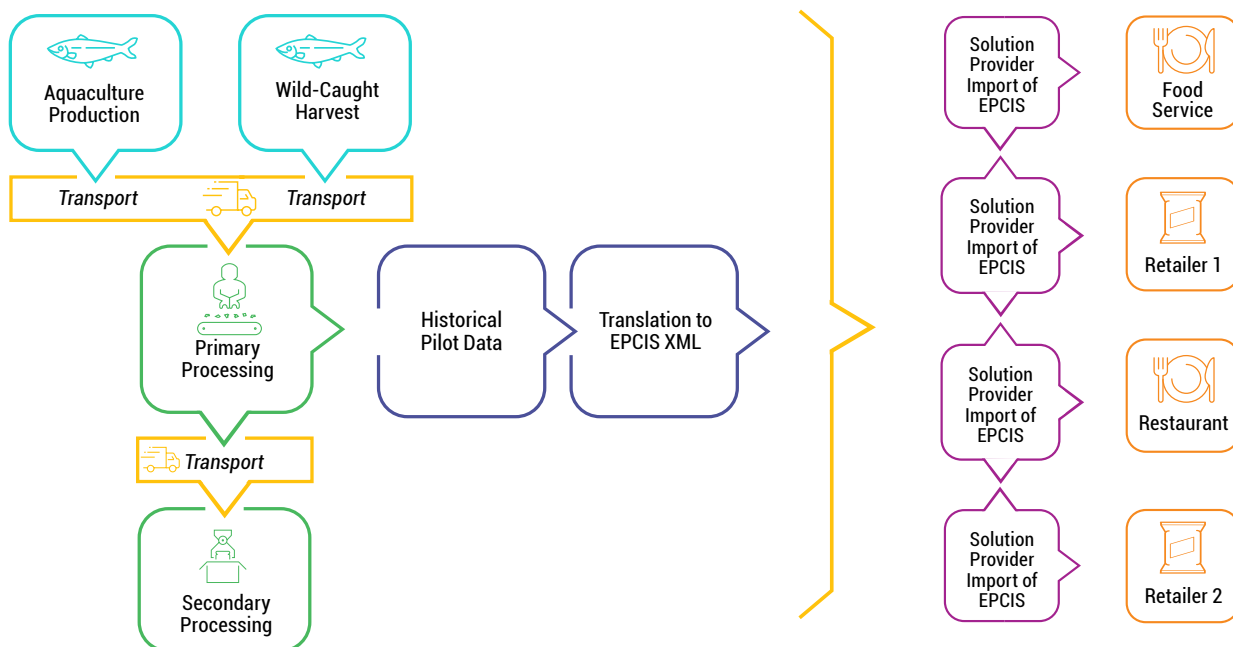 Aquaculture
Production
Wild-Caught
Harvest
Transport
Transport
Primary
Processing
Transport
Secondary
Processing
Historical
Pilot Data
Translation to
EPCIS XML
Solution
Provider
Import of
EPCIS
Food
Service
Solution
Provider
Import of
EPCIS
Retailer 1
Solution
Provider
Import of
EPCIS
Restaurant
Solution
Provider
Import of
EPCIS
Retailer 2